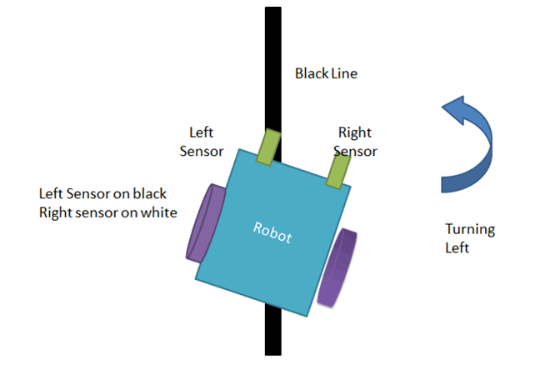 Black Line
Left
Sensor
Right
Sensor
Left Sensor on black
Right sensor on white
Robot
Turning
Left